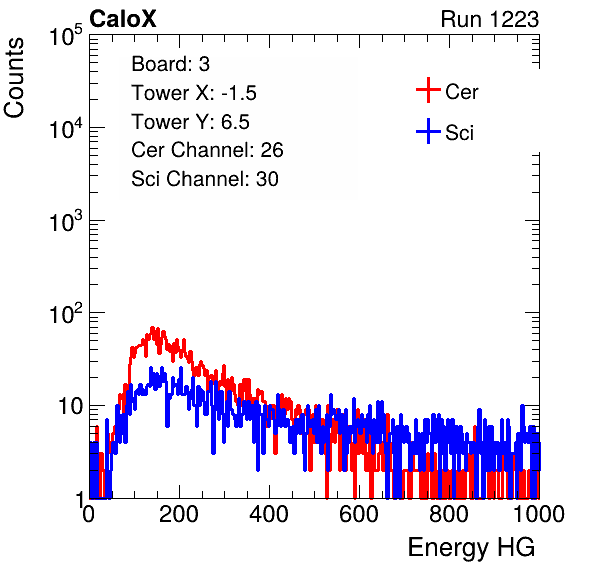 CaloX Run 1223
Counts
Board: 3
Tower X: -1.5
Tower Y: 6.5
Cer Channel: 26
Sci Channel: 30
Cer
Sci
10^5
10^4
10^3
10^2
10
1
0 200 400 600 800 1000
Energy HG